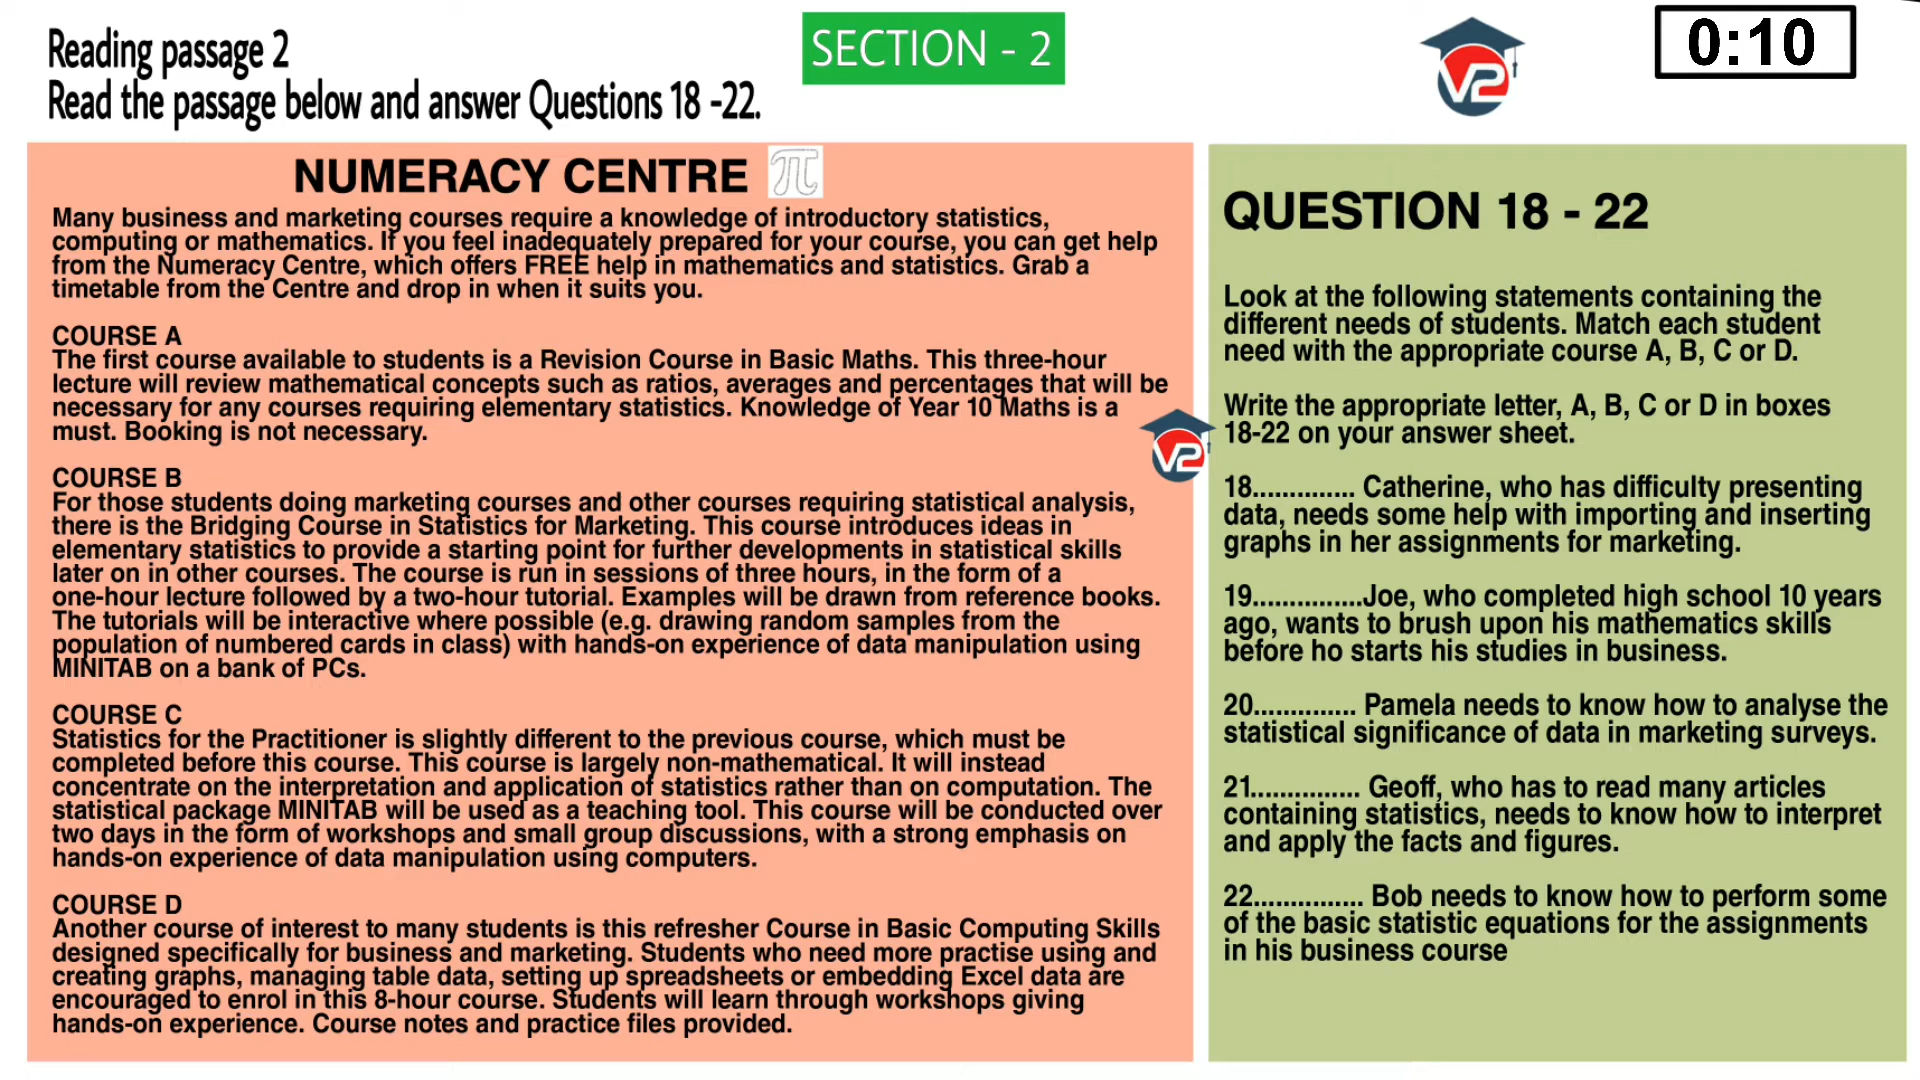 Reading passage 2
Read the passage below and answer Questions 18 -22.
SECTION - 2
V2
0:10
NUMERACY CENTRE π
Many business and marketing courses require a knowledge of introductory statistics,
computing or mathematics. If you feel inadequately prepared for your course, you can get help
from the Numeracy Centre, which offers FREE help in mathematics and statistics. Grab a
timetable from the Centre and drop in when it suits you.
COURSE A
The first course available to students is a Revision Course in Basic Maths. This three-hour
lecture will review mathematical concepts such as ratios, averages and percentages that will be
necessary for any courses requiring elementary statistics. Knowledge of Year 10 Maths is a
must. Booking is not necessary.
COURSE B
For those students doing marketing courses and other courses requiring statistical analysis,
there is the Bridging Course in Statistics for Marketing. This course introduces ideas in
elementary statistics to provide a starting point for further developments in statistical skills
later on in other courses. The course is run in sessions of three hours, in the form of a
one-hour lecture followed by a two-hour tutorial. Examples will be drawn from reference books.
The tutorials will be interactive where possible (e.g. drawing random samples from the
population of numbered cards in class) with hands-on experience of data manipulation using
MINITAB on a bank of PCs.
COURSE C
Statistics for the Practitioner is slightly different to the previous course, which must be
completed before this course. This course is largely non-mathematical. It will instead
concentrate on the interpretation and application of statistics rather than on computation. The
statistical package MINITAB will be used as a teaching tool. This course will be conducted over
two days in the form of workshops and small group discussions, with a strong emphasis on
hands-on experience of data manipulation using computers.
COURSE D
Another course of interest to many students is this refresher Course in Basic Computing Skills
designed specifically for business and marketing. Students who need more practise using and
creating graphs, managing table data, setting up spreadsheets or embedding Excel data are
encouraged to enrol in this 8-hour course. Students will learn through workshops giving
hands-on experience. Course notes and practice files provided.
V2
QUESTION 18 - 22
Look at the following statements containing the
different needs of students. Match each student
need with the appropriate course A, B, C or D.
Write the appropriate letter, A, B, C or D in boxes
18-22 on your answer sheet.
18.............. Catherine, who has difficulty presenting
data, needs some help with importing and inserting
graphs in her assignments for marketing.
19...............Joe, who completed high school 10 years
ago, wants to brush upon his mathematics skills
before ho starts his studies in business.
20.............. Pamela needs to know how to analyse the
statistical significance of data in marketing surveys.
21............... Geoff, who has to read many articles
containing statistics, needs to know how to interpret
and apply the facts and figures.
22............... Bob needs to know how to perform some
of the basic statistic equations for the assignments
in his business course